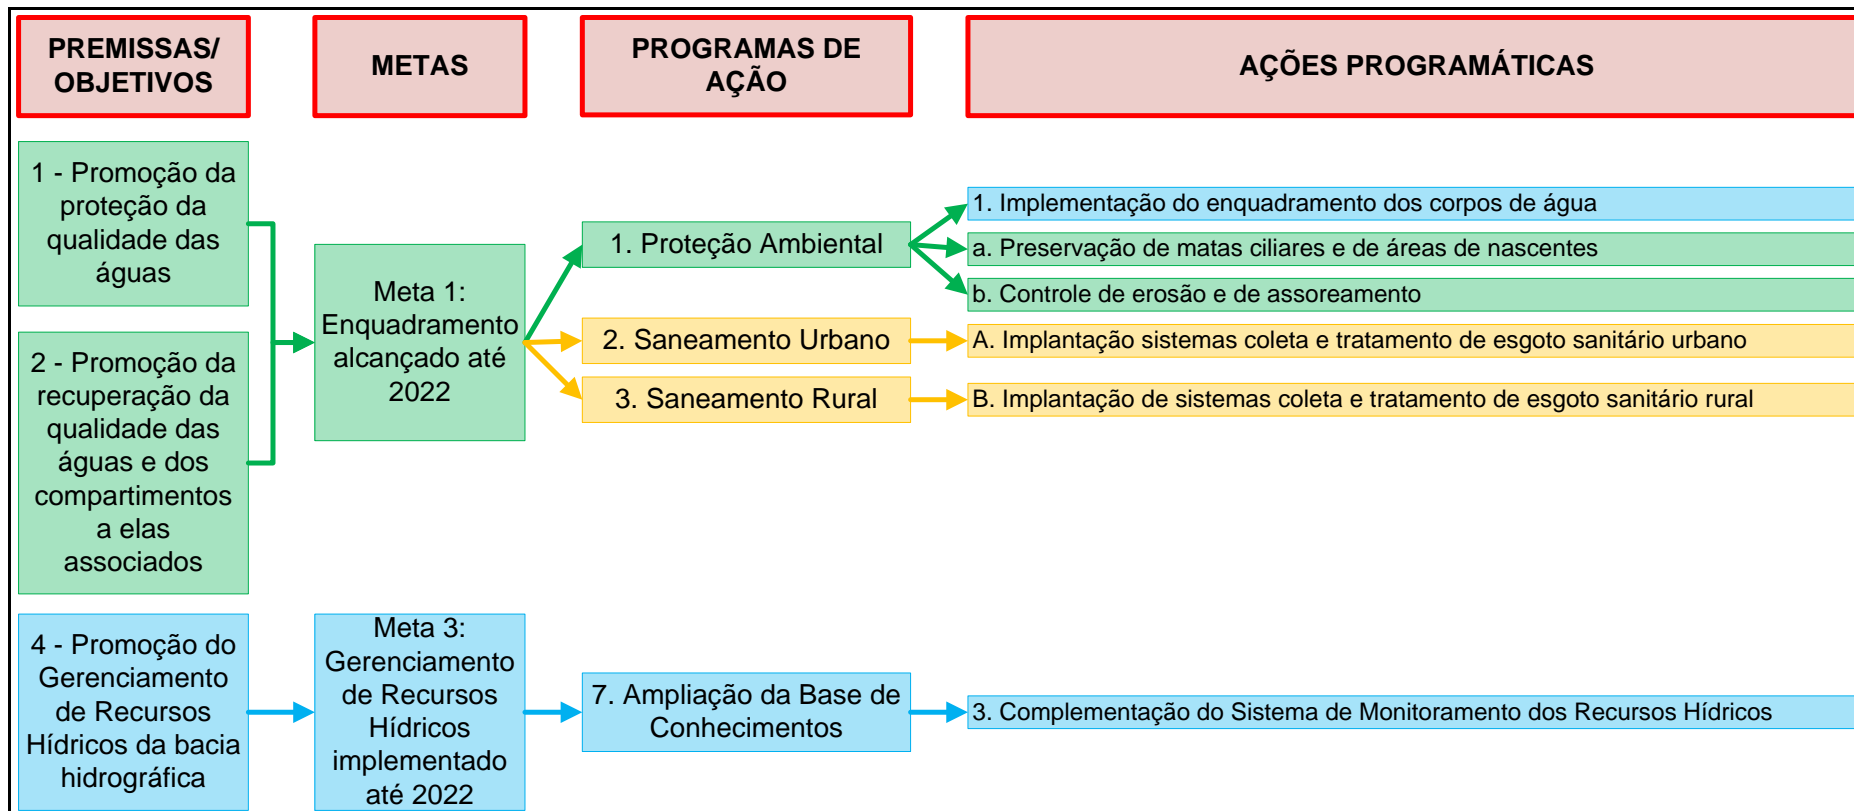 PREMISSAS/
OBJETIVOS
METAS
PROGRAMAS DE
AÇÃO
AÇÕES PROGRAMÁTICAS
1 - Promoção da
proteção da
qualidade das
águas
2 - Promoção da
recuperação da
qualidade das
águas e dos
compartimentos
a elas
associados
Meta 1:
Enquadramento
alcançado até
2022
1. Proteção Ambiental
2. Saneamento Urbano
3. Saneamento Rural
1. Implementação do enquadramento dos corpos de água
a. Preservação de matas ciliares e de áreas de nascentes
b. Controle de erosão e de assoreamento
A. Implantação sistemas coleta e tratamento de esgoto sanitário urbano
B. Implantação de sistemas coleta e tratamento de esgoto sanitário rural
4 - Promoção do
Gerenciamento
de Recursos
Hídricos da bacia
hidrográfica
Meta 3:
Gerenciamento
de Recursos
Hídricos
implementado
até 2022
7. Ampliação da Base de
Conhecimentos
3. Complementação do Sistema de Monitoramento dos Recursos Hídricos